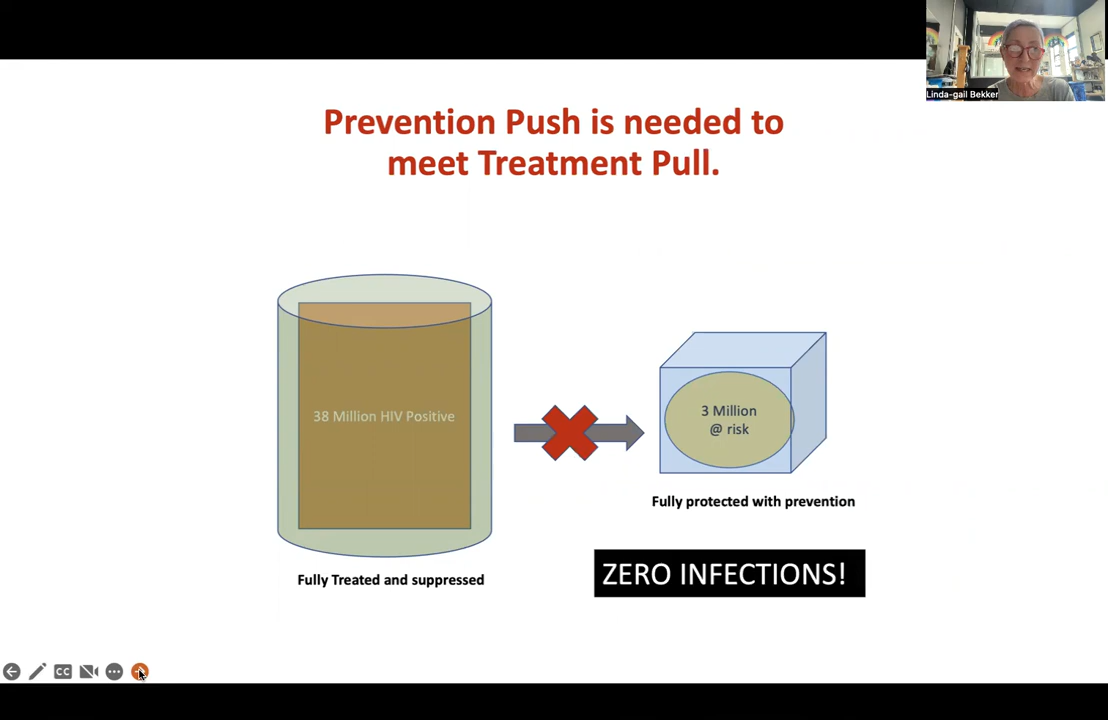 Linda-gail Bekker
Prevention Push is needed to
meet Treatment Pull.
38 Million HIV Positive
3 Million
@ risk
Fully protected with prevention
ZERO INFECTIONS!
Fully Treated and suppressed
CC